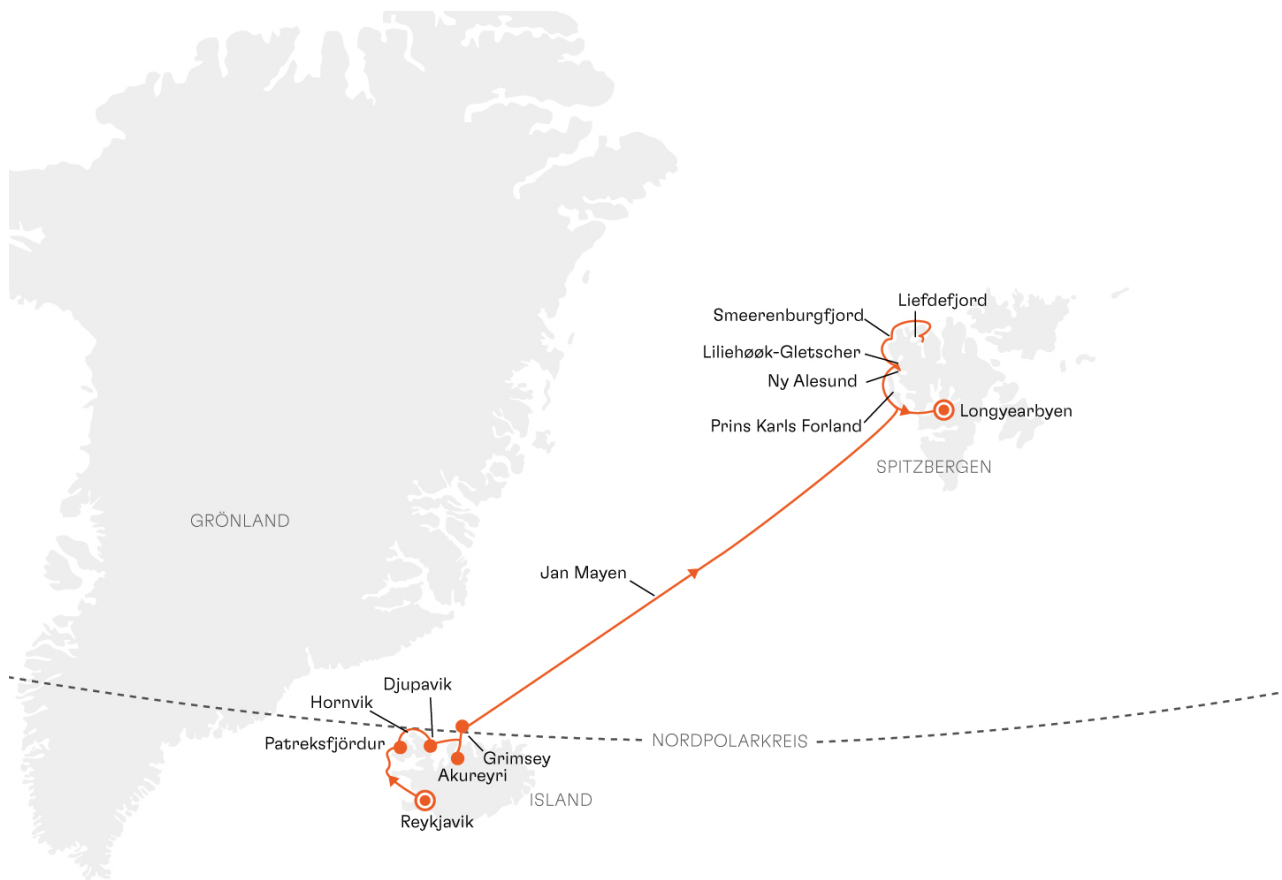 Liefdefjord
Smeerenburgfjord
Liliehøøk-Gletscher
Ny Alesund
Longyearbyen
Prins Karls Forland
SPITZBERGEN
GRÖNLAND
Jan Mayen
Djupavik
Hornvik
Patreksfjördur
NORDPOLARKREIS
Grimsey
Akureyri
ISLAND
Reykjavik